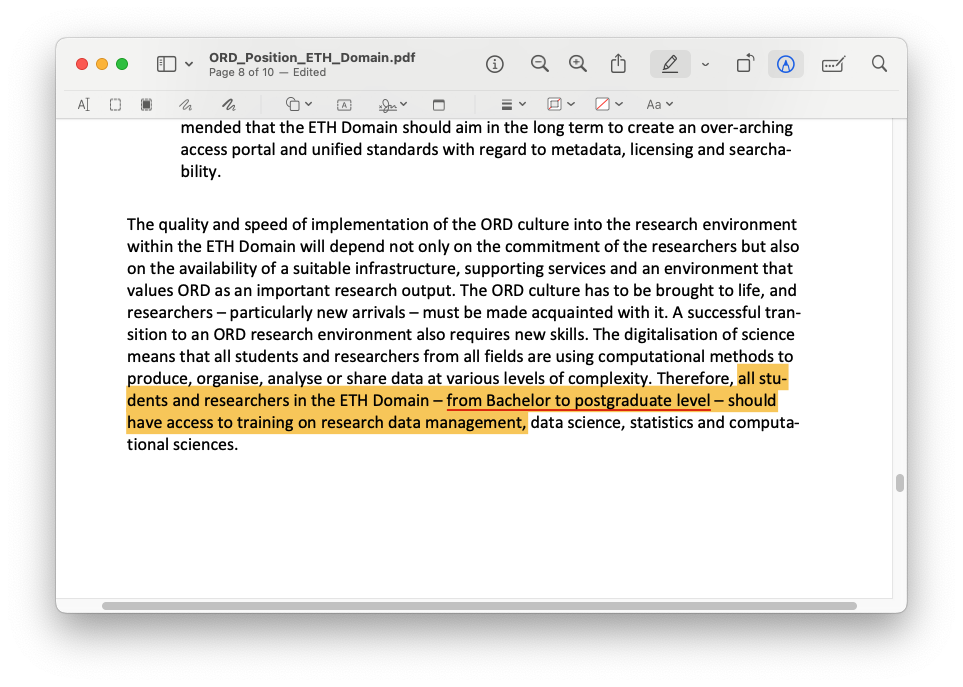 ORD_Position_ETH_Domain.pdf
Page 8 of 10 — Edited
A
A
Aa
mended that the ETH Domain should aim in the long term to create an over-arching
access portal and unified standards with regard to metadata, licensing and searcha-
bility.
The quality and speed of implementation of the ORD culture into the research environment
within the ETH Domain will depend not only on the commitment of the researchers but also
on the availability of a suitable infrastructure, supporting services and an environment that
values ORD as an important research output. The ORD culture has to be brought to life, and
researchers – particularly new arrivals – must be made acquainted with it. A successful tran-
sition to an ORD research environment also requires new skills. The digitalisation of science
means that all students and researchers from all fields are using computational methods to
produce, organise, analyse or share data at various levels of complexity. Therefore, all stu-
dents and researchers in the ETH Domain – from Bachelor to postgraduate level – should
have access to training on research data management, data science, statistics and computa-
tional sciences.